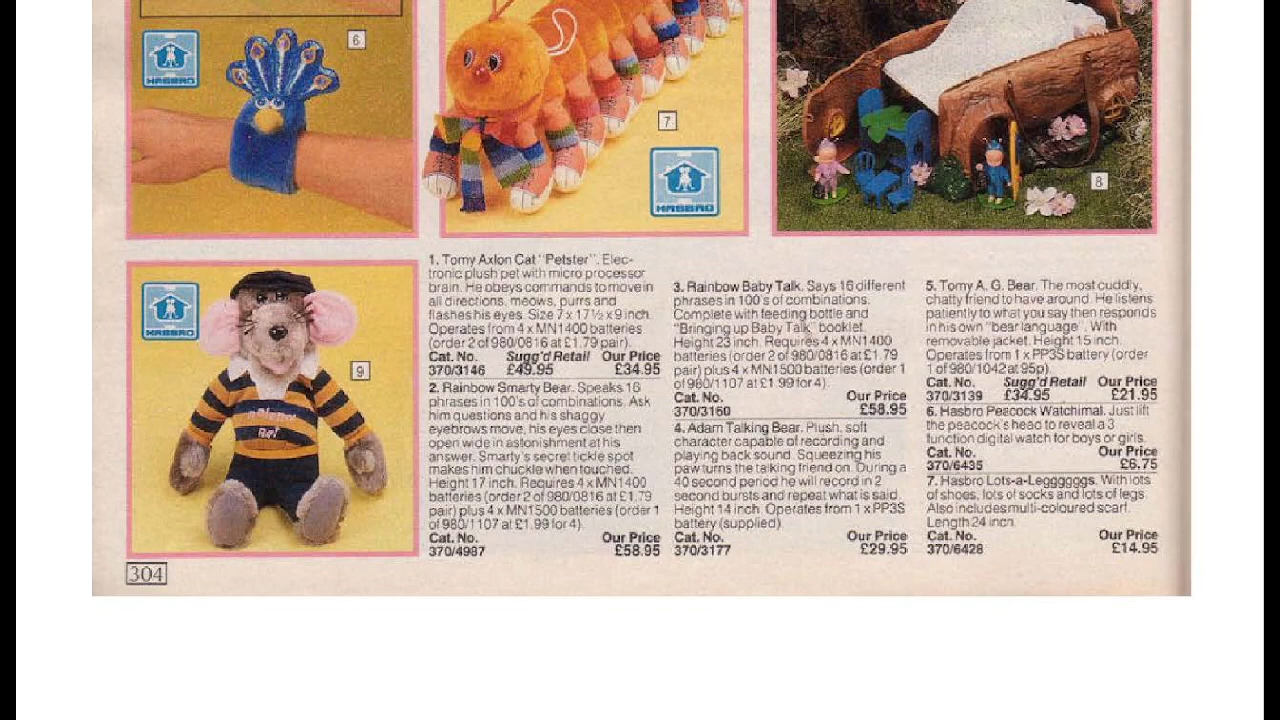 6
HASBRO
7
HASBRO
8
HASBRO
9
Rat
1. Tomy Axlon Cat "Petster". Elec-
tronic plush pet with micro processor
brain. He obeys commands to move in
all directions, meows, purrs and
flashes his eyes. Size 7 x 17½ x 9 inch.
Operates from 4 x MN1400 batteries
(order 2 of 980/0816 at £1.79 pair).
Cat. No. Sugg'd Retail Our Price
370/3146 £49.95 £34.95
2. Rainbow Smarty Bear. Speaks 16
phrases in 100's of combinations. Ask
him questions and his shaggy
eyebrows move, his eyes close then
open wide in astonishment at his
answer. Smarty's secret tickle spot
makes him chuckle when touched.
Height 17 inch. Requires 4 x MN1400
batteries (order 2 of 980/0816 at £1.79
pair) plus 4 x MN1500 batteries (order 1
of 980/1107 at £1.99 for 4).
Cat. No. Our Price
370/4987 £58.95
3. Rainbow Baby Talk. Says 16 different
phrases in 100's of combinations.
Complete with feeding bottle and
"Bringing up Baby Talk" booklet.
Height 23 inch. Requires 4 x MN1400
batteries (order 2 of 980/0816 at £1.79
pair) plus 4 x MN1500 batteries (order 1
of 980/1107 at £1.99 for 4).
Cat. No. Our Price
370/3160 £58.95
4. Adam Talking Bear. Plush, soft
character capable of recording and
playing back sound. Squeezing his
paw turns the talking friend on. During a
40 second period he will record in 2
second bursts and repeat what is said.
Height 14 inch. Operates from 1 x PP3S
battery (supplied).
Cat. No. Our Price
370/3177 £29.95
5. Tomy A. G. Bear. The most cuddly,
chatty friend to have around. He listens
patiently to what you say then responds
in his own "bear language". With
removable jacket. Height 15 inch.
Operates from 1 x PP3S battery (order
1 of 980/1042 at 95p).
Cat. No. Sugg'd Retail Our Price
370/3139 £34.95 £21.95
6. Hasbro Peacock Watchimal. Just lift
the peacock's head to reveal a 3
function digital watch for boys or girls.
Cat. No. Our Price
370/6435 £6.75
7. Hasbro Lots-a-Leggggggs. With lots
of shoes, lots of socks and lots of legs.
Also includes multi-coloured scarf.
Length 24 inch.
Cat. No. Our Price
370/6428 £14.95
304